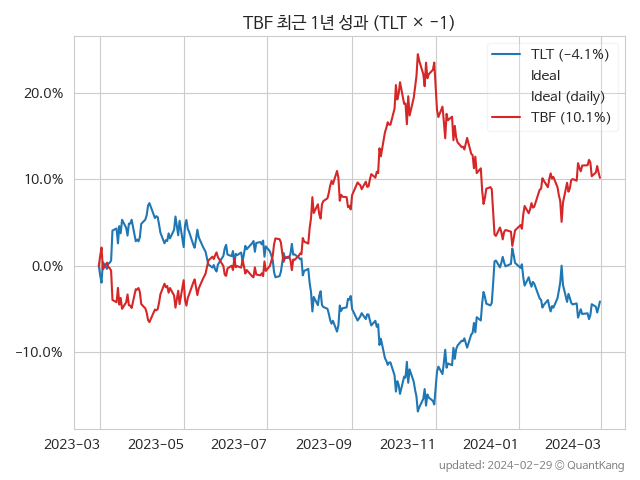 TBF 최근 1년 성과 (TLT × −1)
TLT (−4.1%)
Ideal
Ideal (daily)
TBF (10.1%)
20.0%
10.0%
0.0%
−10.0%
2023-03 2023-05 2023-07 2023-09 2023-11 2024-01 2024-03
updated: 2024-02-29 © QuantKang